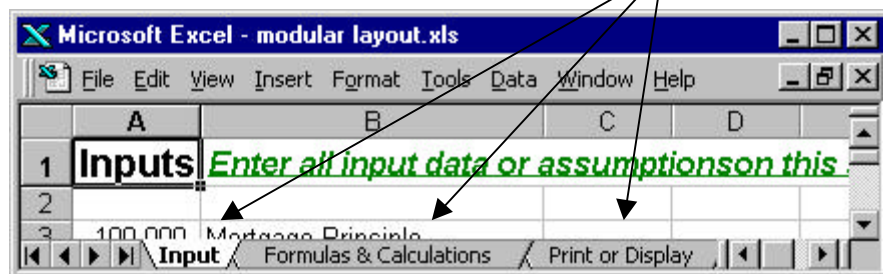 Microsoft Excel - modular layout.xls
File Edit View Insert Format Tools Data Window Help
A B C D
1 Inputs Enter all input data or assumptionson this
2
3 100,000 Mortgage Principle
Input Formulas & Calculations Print or Display